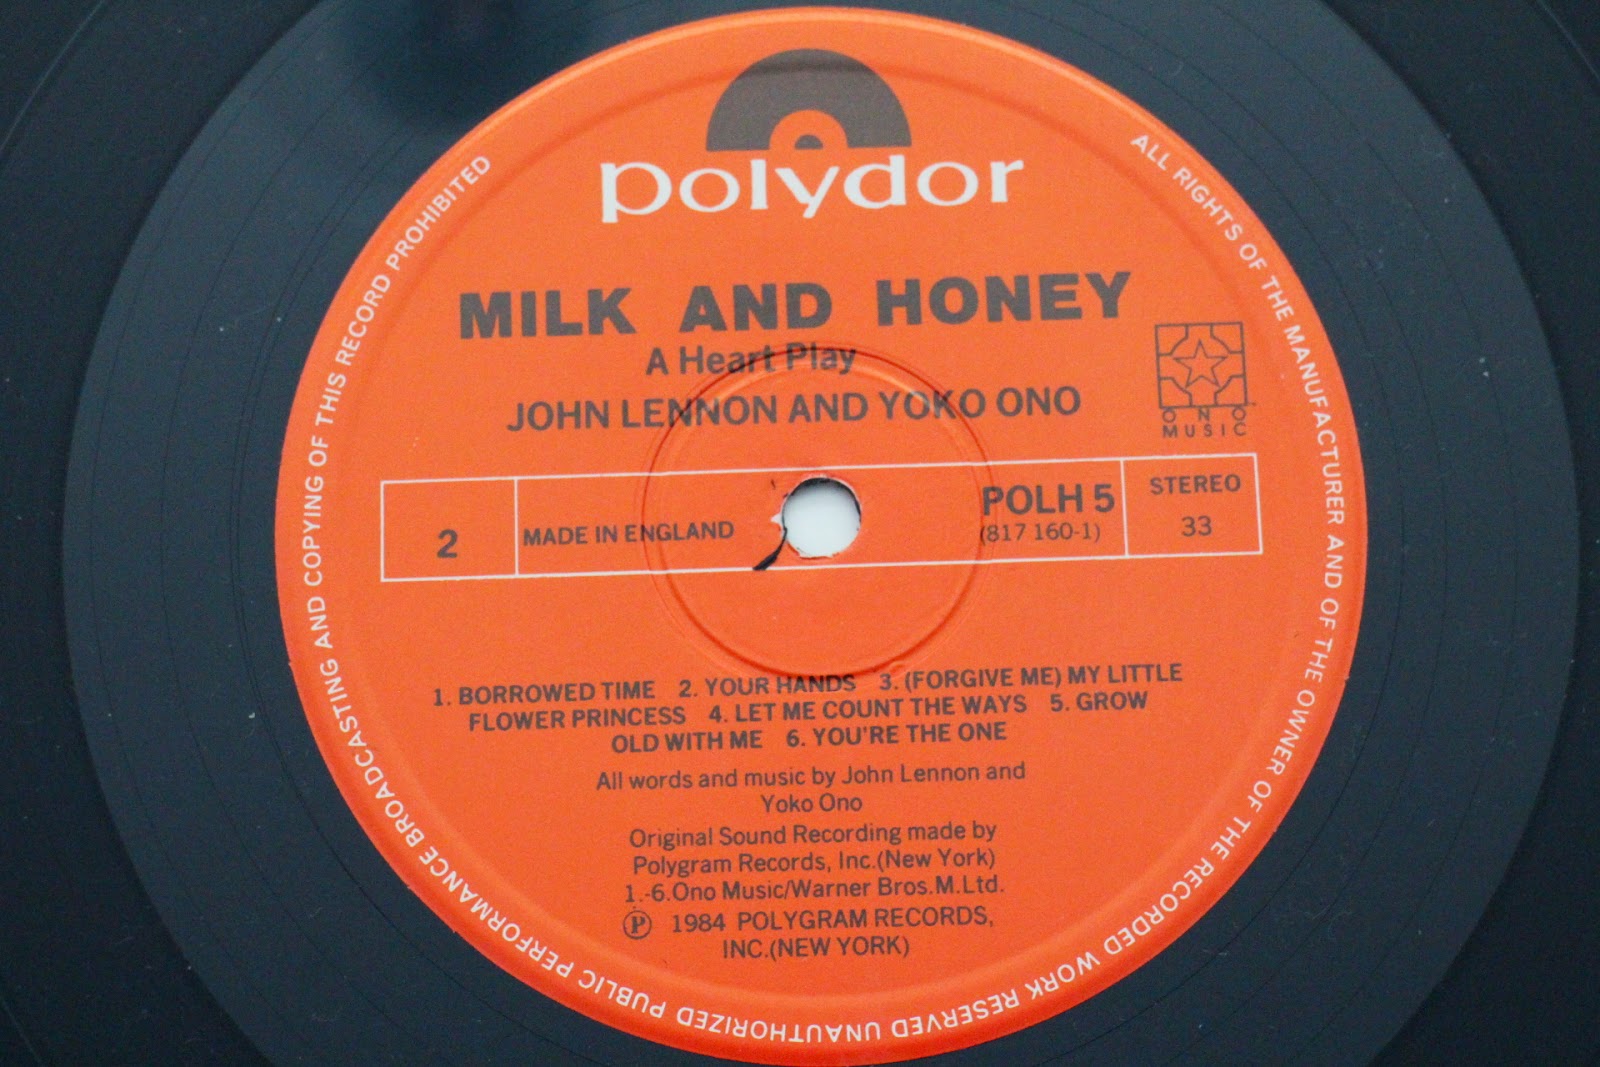 polydor
MILK AND HONEY
A Heart Play
JOHN LENNON AND YOKO ONO
ONO
MUSIC
2
MADE IN ENGLAND
POLH 5
(817 160-1)
STEREO
33
1. BORROWED TIME 2. YOUR HANDS 3. (FORGIVE ME) MY LITTLE
FLOWER PRINCESS 4. LET ME COUNT THE WAYS 5. GROW
OLD WITH ME 6. YOU'RE THE ONE
All words and music by John Lennon and
Yoko Ono
Original Sound Recording made by
Polygram Records, Inc.(New York)
1.-6.Ono Music/Warner Bros.M.Ltd.
Ⓟ 1984 POLYGRAM RECORDS,
INC.(NEW YORK)
ALL RIGHTS OF THE MANUFACTURER AND OF THE OWNER OF THE RECORDED WORK RESERVED UNAUTHORIZED PUBLIC PERFORMANCE BROADCASTING AND COPYING OF THIS RECORD PROHIBITED